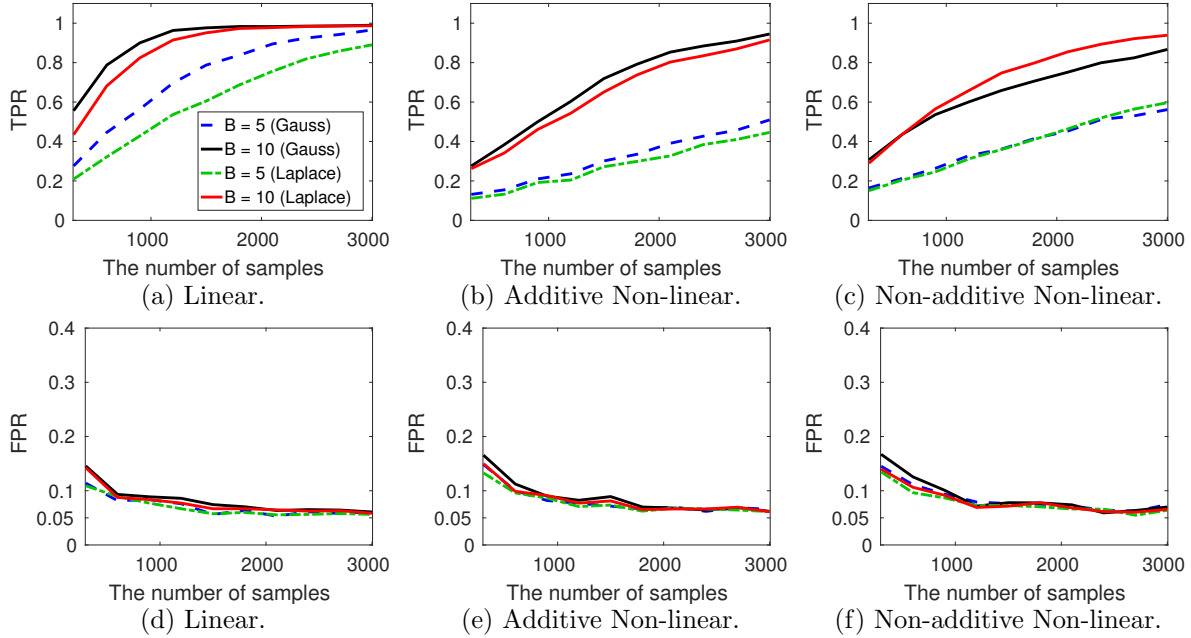 TPR
1
0.8
0.6
0.4
0.2
0
B = 5 (Gauss)
B = 10 (Gauss)
B = 5 (Laplace)
B = 10 (Laplace)
1000 2000 3000
The number of samples
(a) Linear.
TPR
1
0.8
0.6
0.4
0.2
0
1000 2000 3000
The number of samples
(b) Additive Non-linear.
TPR
1
0.8
0.6
0.4
0.2
0
1000 2000 3000
The number of samples
(c) Non-additive Non-linear.
FPR
0.4
0.3
0.2
0.1
0.05
0
1000 2000 3000
The number of samples
(d) Linear.
FPR
0.4
0.3
0.2
0.1
0.05
0
1000 2000 3000
The number of samples
(e) Additive Non-linear.
FPR
0.4
0.3
0.2
0.1
0.05
0
1000 2000 3000
The number of samples
(f) Non-additive Non-linear.